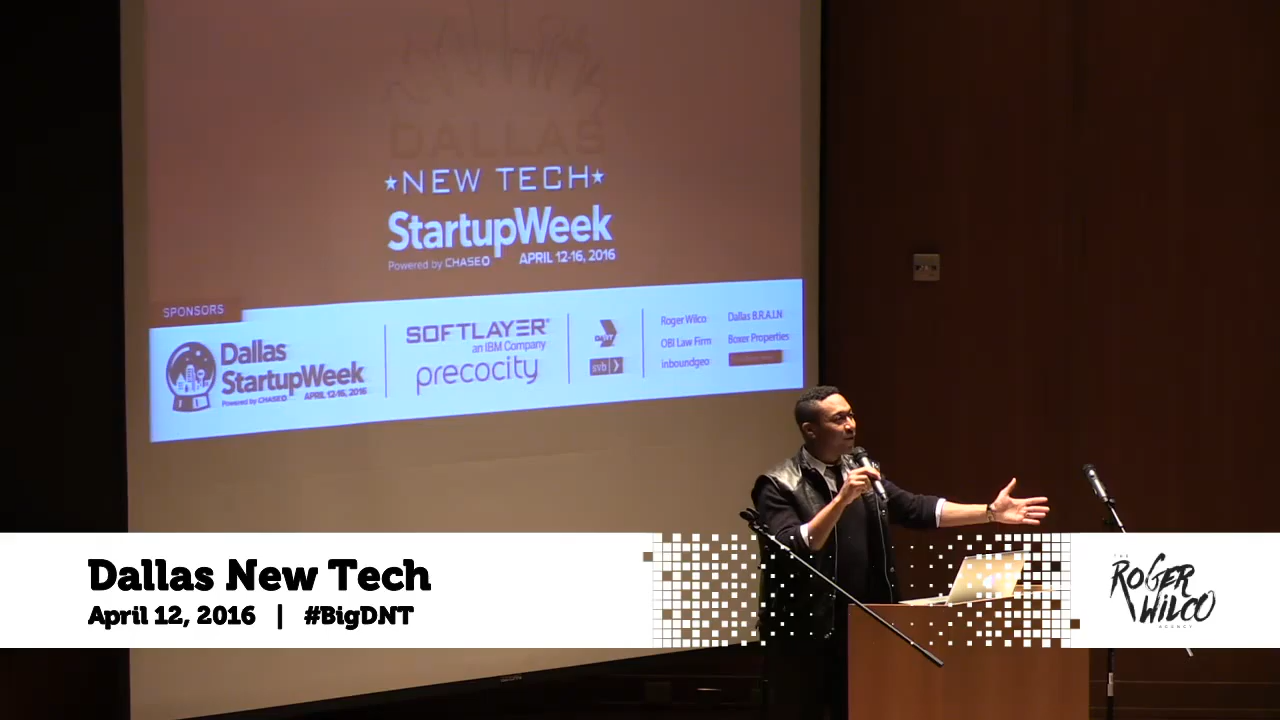 DALLAS
★NEW TECH★
StartupWeek
Powered by CHASE APRIL 12-16, 2016
SPONSORS
Dallas
StartupWeek
Powered by CHASE APRIL 12-16, 2016
SOFTLAYER®
an IBM Company
precocity
svb
Roger Wilco
OBI Law Firm
inboundgeo
Dallas B.R.A.I.N
Boxer Properties
Dallas New Tech
April 12, 2016 | #BigDNT
THE
ROGER
WILCO
AGENCY